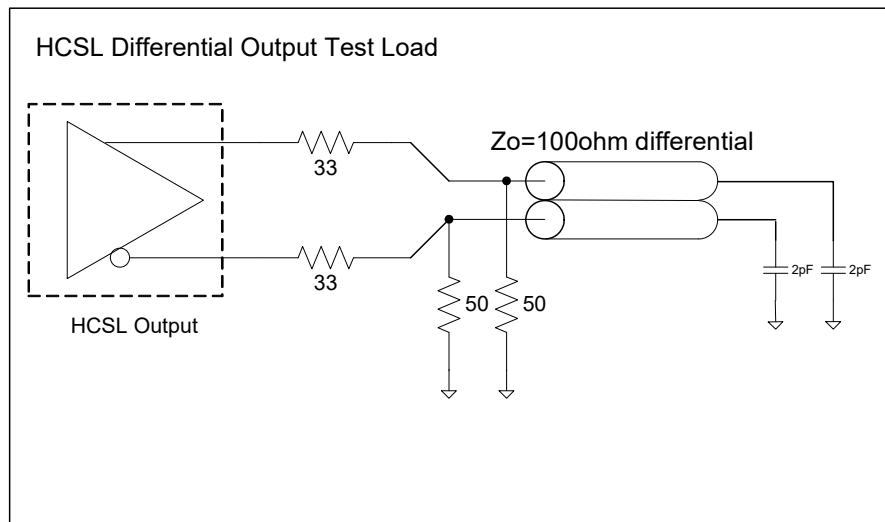 HCSL Differential Output Test Load
Zo=100ohm differential
33
33
50
50
2pF
2pF
HCSL Output